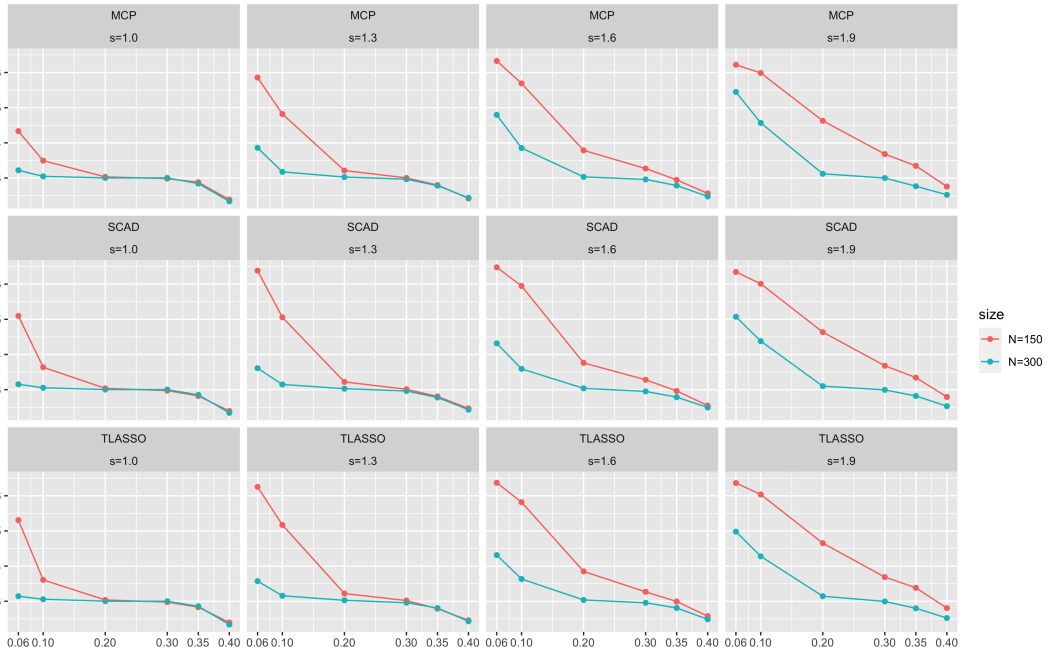 MCP MCP MCP MCP
s=1.0 s=1.3 s=1.6 s=1.9
SCAD SCAD SCAD SCAD
s=1.0 s=1.3 s=1.6 s=1.9
size
N=150
N=300
TLASSO TLASSO TLASSO TLASSO
s=1.0 s=1.3 s=1.6 s=1.9
0.06 0.10 0.20 0.30 0.35 0.40 0.06 0.10 0.20 0.30 0.35 0.40 0.06 0.10 0.20 0.30 0.35 0.40 0.06 0.10 0.20 0.30 0.35 0.40